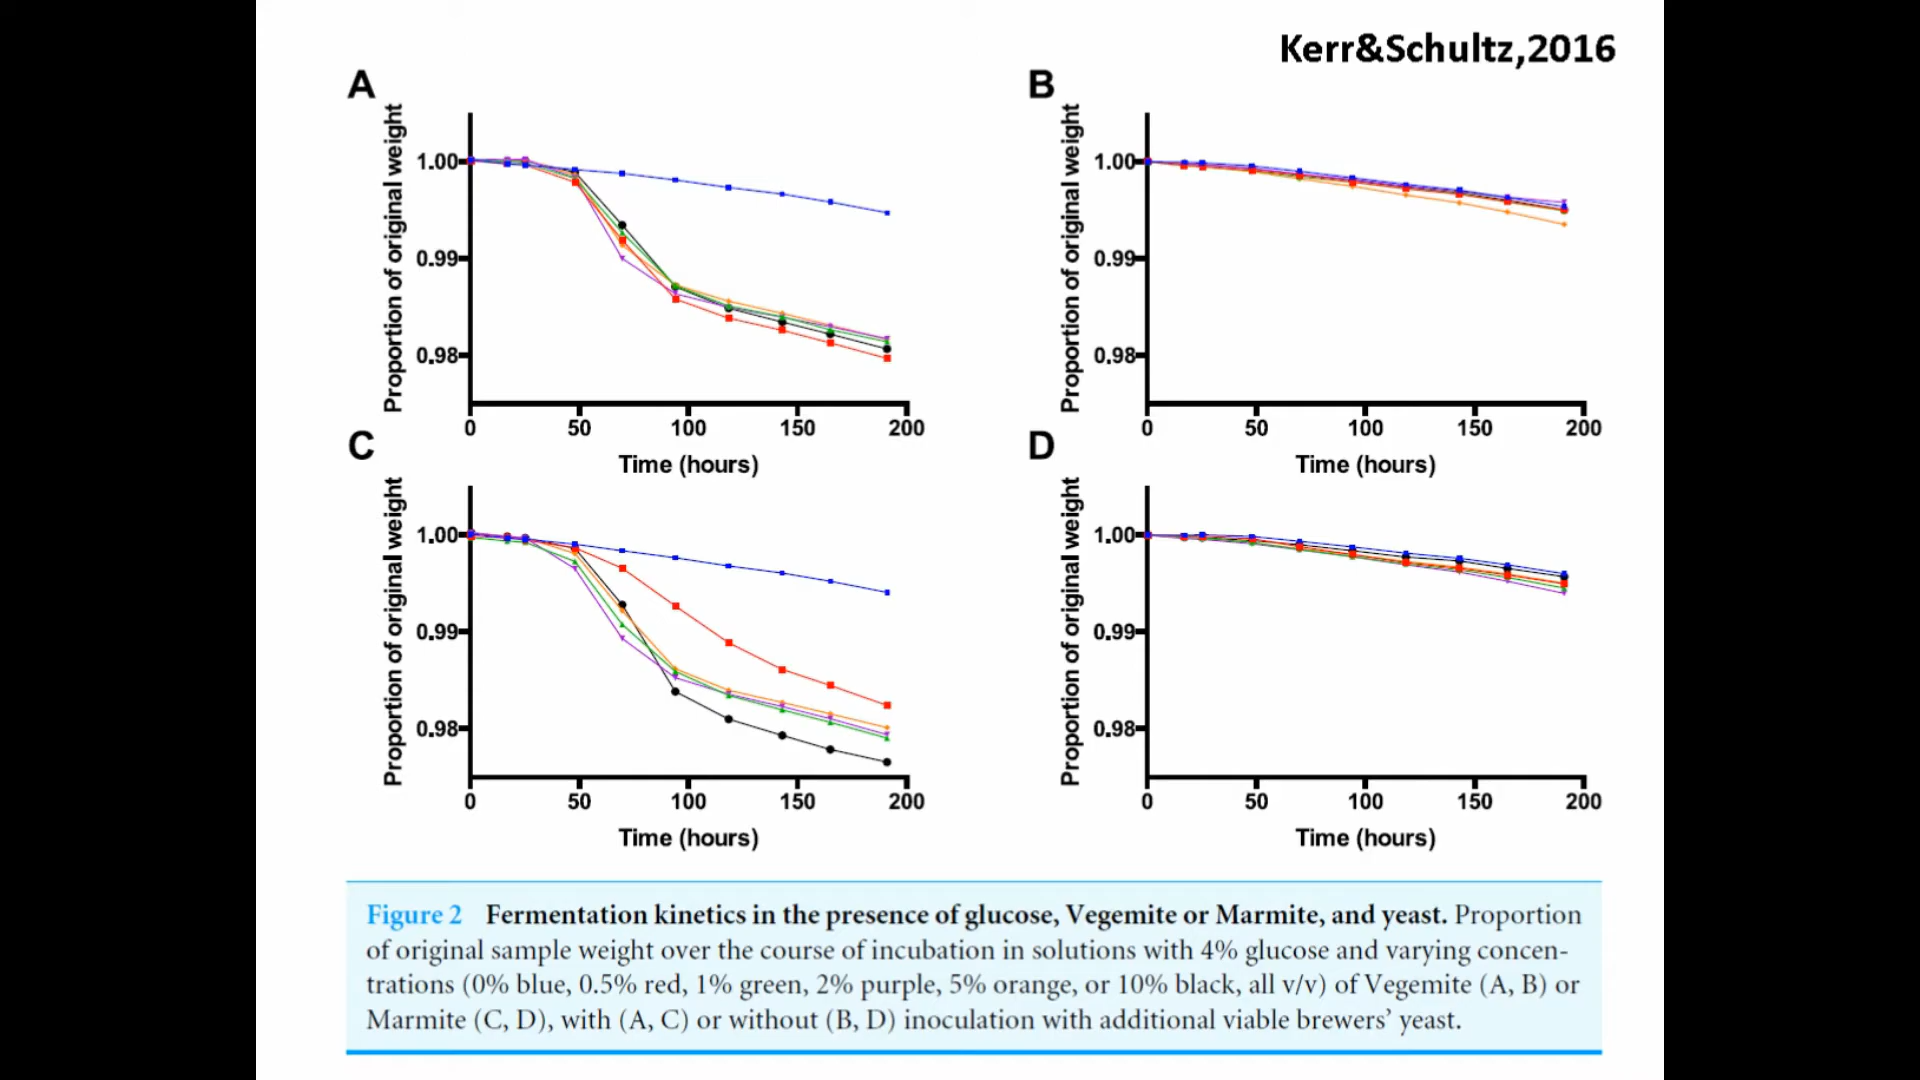 Kerr&Schultz,2016
A
Proportion of original weight
1.00
0.99
0.98
0 50 100 150 200
Time (hours)
B
Proportion of original weight
1.00
0.99
0.98
0 50 100 150 200
Time (hours)
C
Proportion of original weight
1.00
0.99
0.98
0 50 100 150 200
Time (hours)
D
Proportion of original weight
1.00
0.99
0.98
0 50 100 150 200
Time (hours)
Figure 2 Fermentation kinetics in the presence of glucose, Vegemite or Marmite, and yeast. Proportion
of original sample weight over the course of incubation in solutions with 4% glucose and varying concen-
trations (0% blue, 0.5% red, 1% green, 2% purple, 5% orange, or 10% black, all v/v) of Vegemite (A, B) or
Marmite (C, D), with (A, C) or without (B, D) inoculation with additional viable brewers’ yeast.